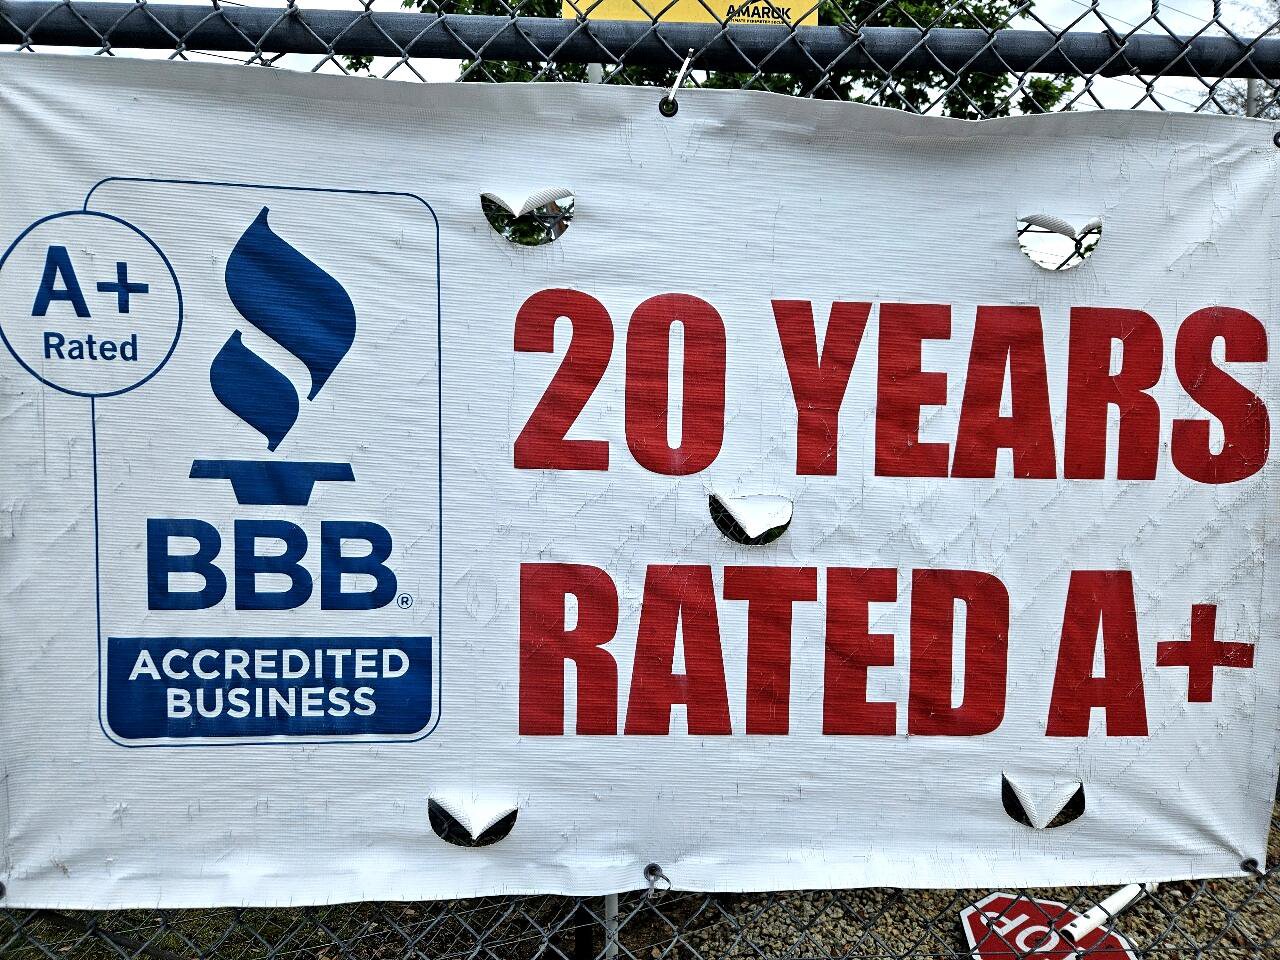 AMAROK
A+
Rated
BBB®
ACCREDITED
BUSINESS
20 YEARS
RATED A+